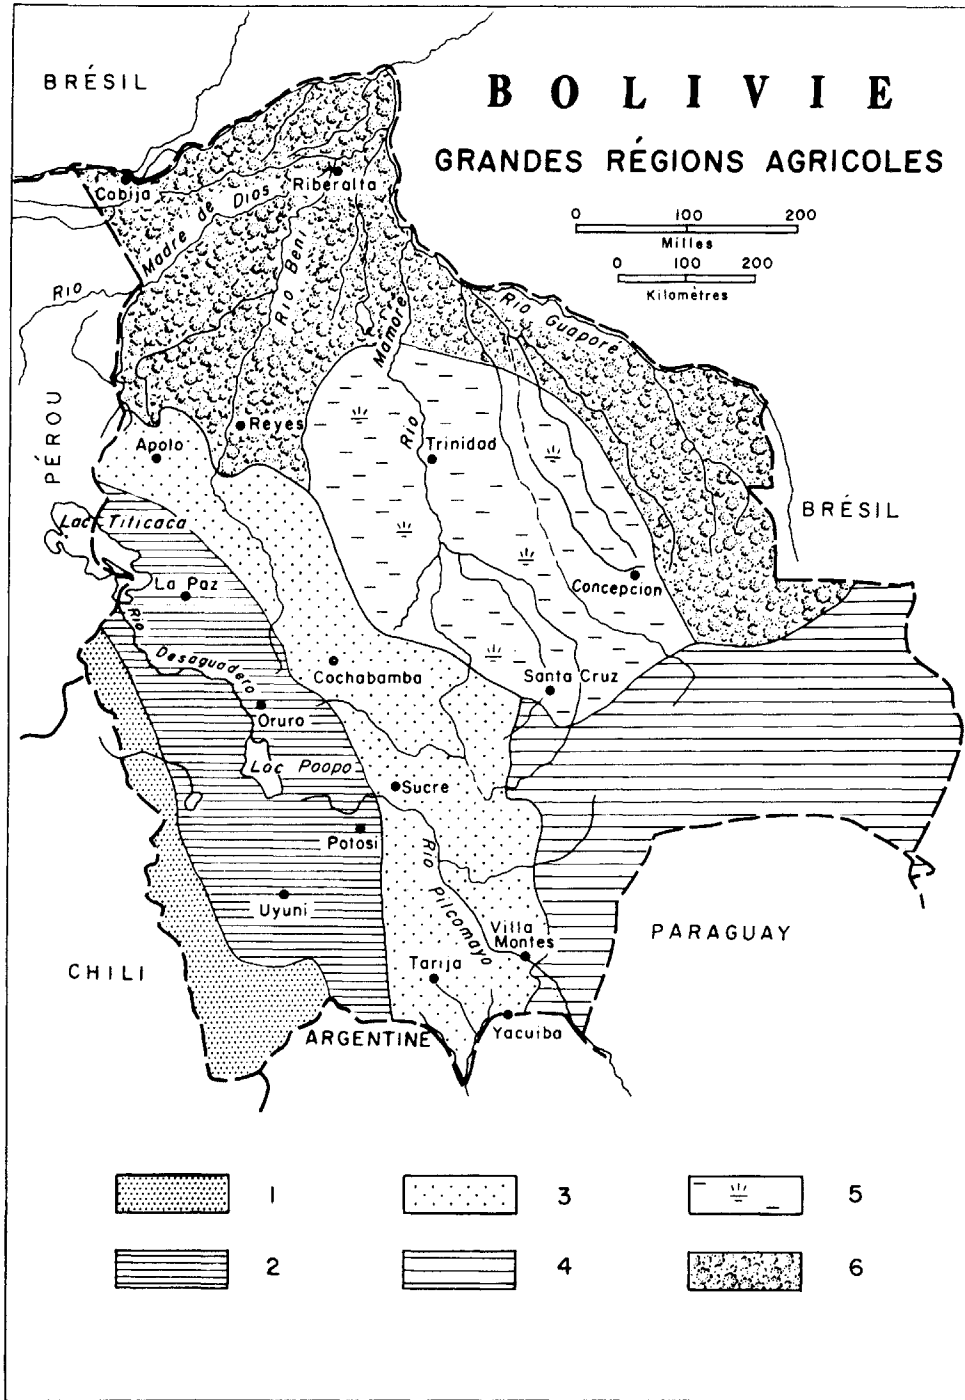 BRÉSIL
BOLIVIE
GRANDES RÉGIONS AGRICOLES
0 100 200
Milles
0 100 200
Kilomètres
Cobija
Riberalta
Rio Madre de Dios
Rio Beni
Rio Mamoré
Rio Guaporé
PÉROU
Reyes
Apolo
Trinidad
BRÉSIL
Lac Titicaca
La Paz
Concepcion
Rio Desaguadero
Cochabamba
Santa Cruz
Oruro
Lac Poopo
Sucre
Potosi
Rio Pilcomayo
Uyuni
Villa
Montes
PARAGUAY
CHILI
Tarija
ARGENTINE
Yacuiba
1 3 5
2 4 6